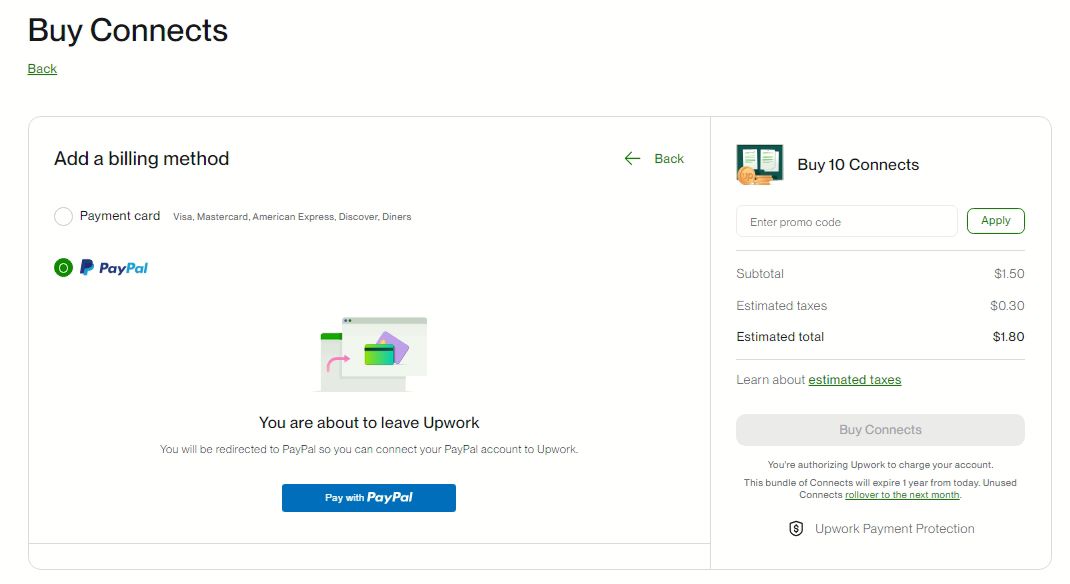 Buy Connects
Back
Add a billing method
Back
Payment card Visa, Mastercard, American Express, Discover, Diners
PayPal
You are about to leave Upwork
You will be redirected to PayPal so you can connect your PayPal account to Upwork.
Pay with PayPal
up
Buy 10 Connects
Enter promo code Apply
Subtotal $1.50
Estimated taxes $0.30
Estimated total $1.80
Learn about estimated taxes
Buy Connects
You're authorizing Upwork to charge your account.
This bundle of Connects will expire 1 year from today. Unused
Connects rollover to the next month.
Upwork Payment Protection